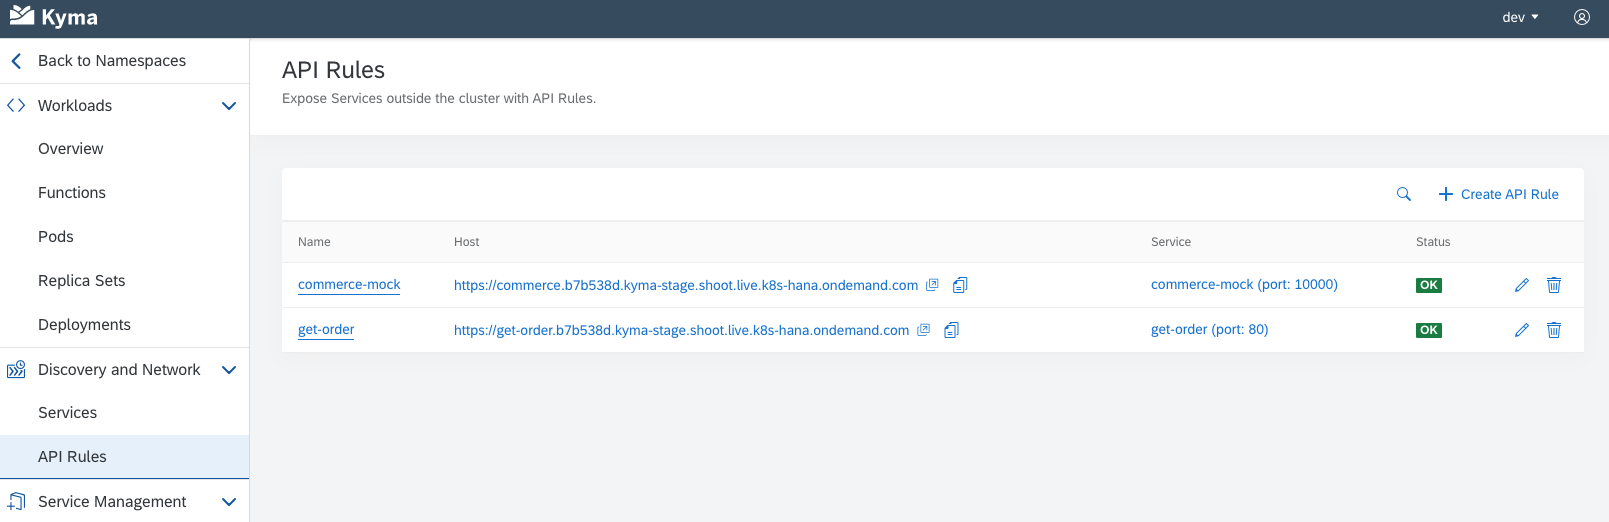 Kyma
dev
Back to Namespaces
Workloads
Overview
Functions
Pods
Replica Sets
Deployments
Discovery and Network
Services
API Rules
Service Management
API Rules
Expose Services outside the cluster with API Rules.
Create API Rule
Name Host Service Status
commerce-mock https://commerce.b7b538d.kyma-stage.shoot.live.k8s-hana.ondemand.com commerce-mock (port: 10000) OK
get-order https://get-order.b7b538d.kyma-stage.shoot.live.k8s-hana.ondemand.com get-order (port: 80) OK